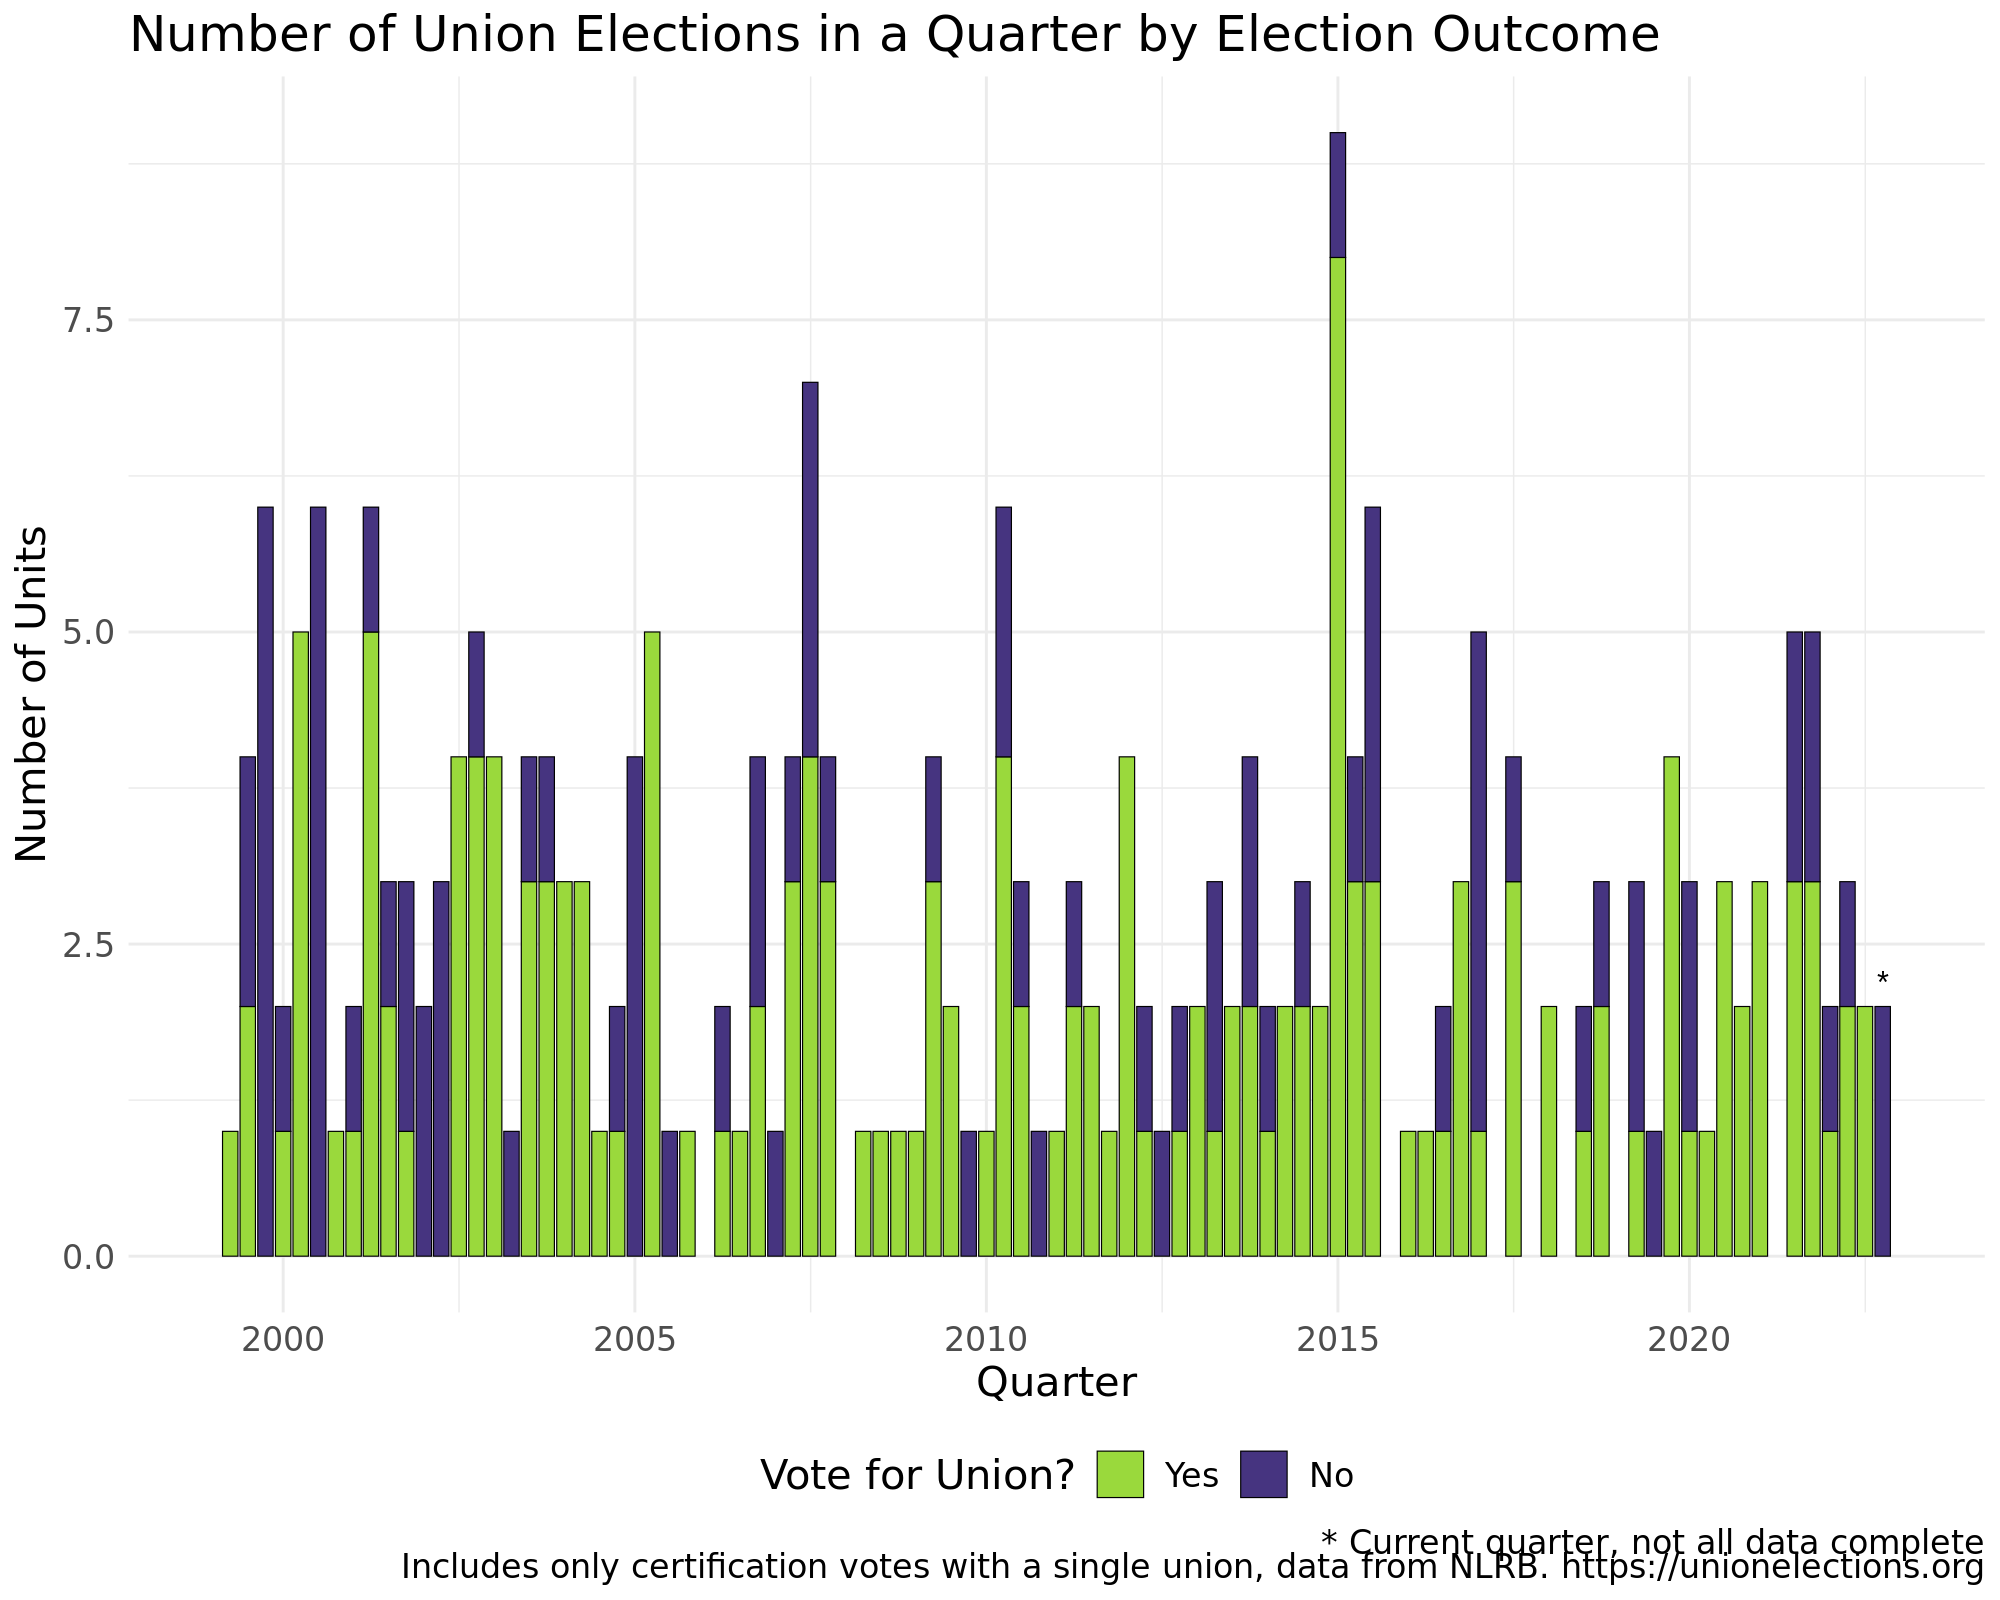 Number of Union Elections in a Quarter by Election Outcome
Number of Units
7.5
5.0
2.5
0.0
*
2000 2005 2010 2015 2020
Quarter
Vote for Union? Yes No
* Current quarter, not all data complete
Includes only certification votes with a single union, data from NLRB. https://unionelections.org